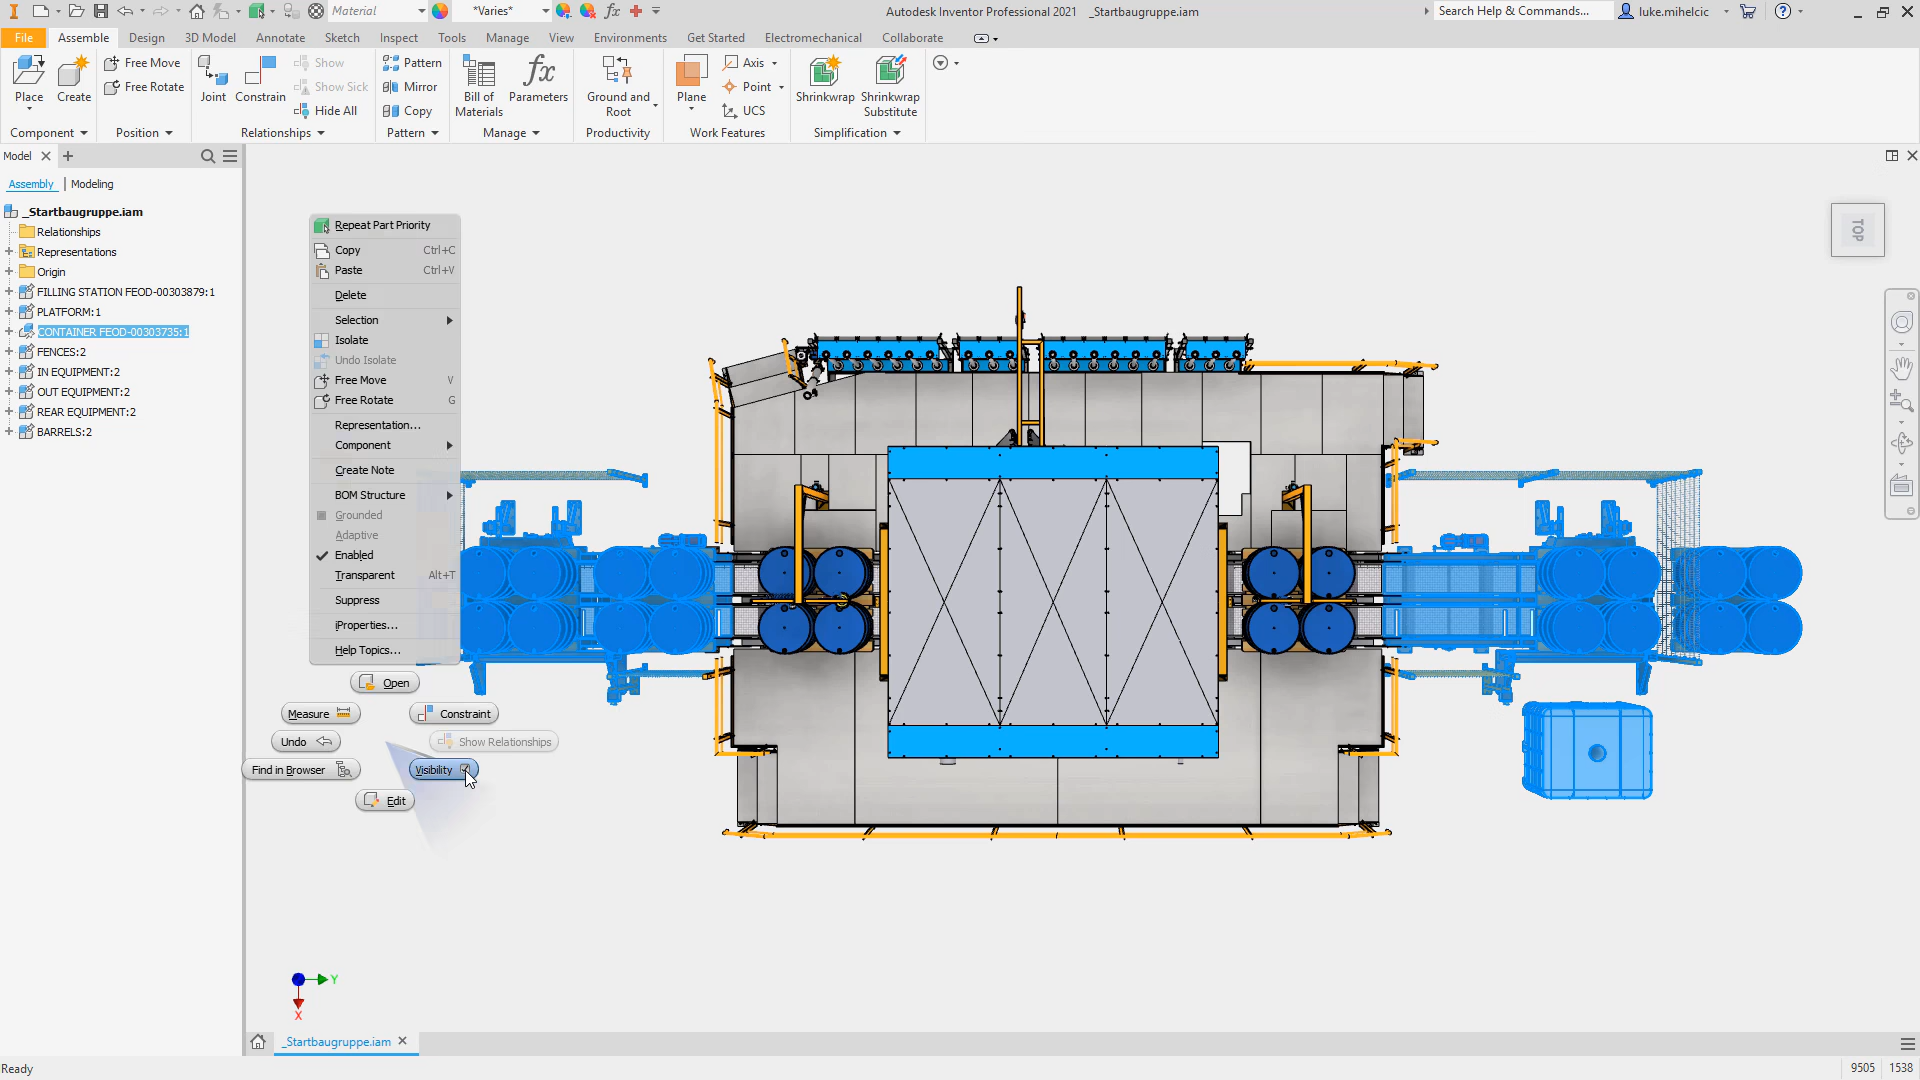 Material
*Varies*
Autodesk Inventor Professional 2021 _Startbaugruppe.iam
Search Help & Commands...
luke.mihelcic
File
Assemble
Design
3D Model
Annotate
Sketch
Inspect
Tools
Manage
View
Environments
Get Started
Electromechanical
Collaborate
Place
Create
Free Move
Free Rotate
Joint
Constrain
Show
Show Sick
Hide All
Pattern
Mirror
Copy
Bill of
Materials
fx
Parameters
Ground and
Root
Plane
Axis
Point
UCS
Shrinkwrap
Shrinkwrap
Substitute
Component
Position
Relationships
Pattern
Manage
Productivity
Work Features
Simplification
Model
Assembly
Modeling
_Startbaugruppe.iam
Relationships
Representations
Origin
FILLING STATION FEOD-00303879:1
PLATFORM:1
CONTAINER FEOD-00303735:1
FENCES:2
IN EQUIPMENT:2
OUT EQUIPMENT:2
REAR EQUIPMENT:2
BARRELS:2
Repeat Part Priority
Copy Ctrl+C
Paste Ctrl+V
Delete
Selection
Isolate
Undo Isolate
Free Move V
Free Rotate G
Representation...
Component
Create Note
BOM Structure
Grounded
Adaptive
Enabled
Transparent Alt+T
Suppress
iProperties...
Help Topics...
Open
Measure
Constraint
Undo
Show Relationships
Find in Browser
Visibility
Edit
TOP
Y
X
_Startbaugruppe.iam
Ready
9505
1538